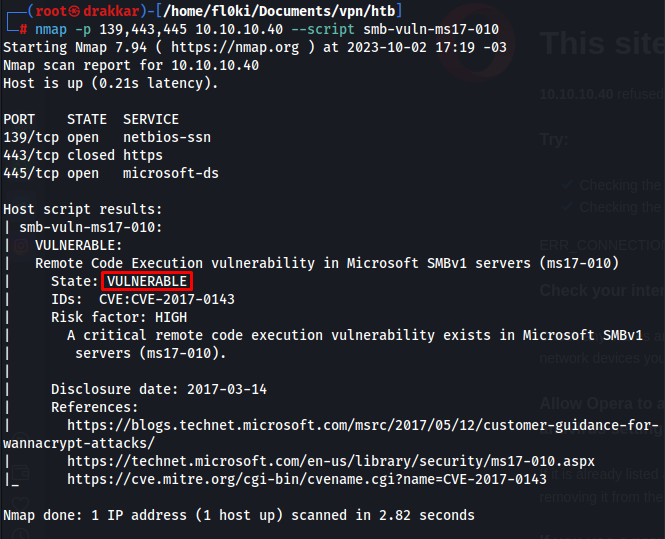 ┌──(root㉿drakkar)-[/home/fl0ki/Documents/vpn/htb]
└─# nmap -p 139,443,445 10.10.10.40 --script smb-vuln-ms17-010
Starting Nmap 7.94 ( https://nmap.org ) at 2023-10-02 17:19 -03
Nmap scan report for 10.10.10.40
Host is up (0.21s latency).

PORT    STATE  SERVICE
139/tcp open   netbios-ssn
443/tcp closed https
445/tcp open   microsoft-ds

Host script results:
| smb-vuln-ms17-010:
|   VULNERABLE:
|   Remote Code Execution vulnerability in Microsoft SMBv1 servers (ms17-010)
|     State: VULNERABLE
|     IDs:  CVE:CVE-2017-0143
|     Risk factor: HIGH
|       A critical remote code execution vulnerability exists in Microsoft SMBv1
|        servers (ms17-010).
|
|     Disclosure date: 2017-03-14
|     References:
|       https://blogs.technet.microsoft.com/msrc/2017/05/12/customer-guidance-for-
wannacrypt-attacks/
|       https://technet.microsoft.com/en-us/library/security/ms17-010.aspx
|_      https://cve.mitre.org/cgi-bin/cvename.cgi?name=CVE-2017-0143

Nmap done: 1 IP address (1 host up) scanned in 2.82 seconds
This site
10.10.10.40 refused
Try:
Checking the
Checking the
ERR_CONNECTION
Check your inter
network devices you
Allow Opera to a
already listed
removing it from the